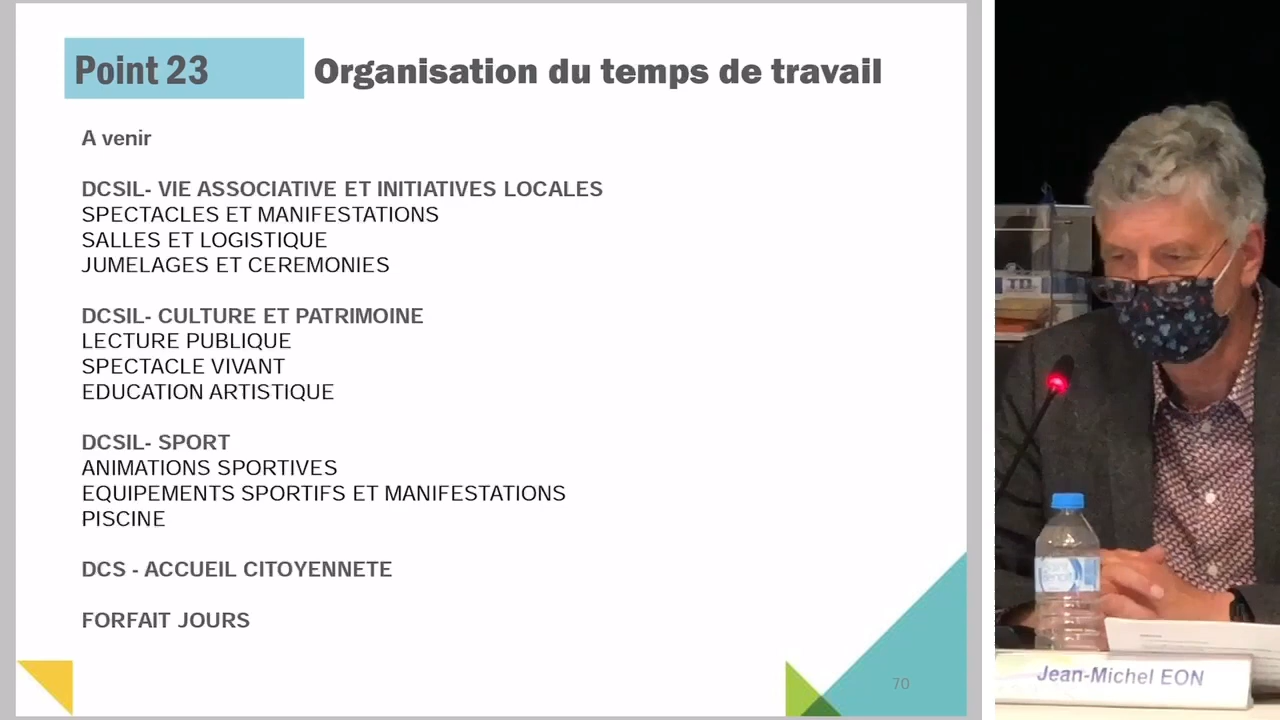 Point 23
Organisation du temps de travail
A venir
DCSIL- VIE ASSOCIATIVE ET INITIATIVES LOCALES
SPECTACLES ET MANIFESTATIONS
SALLES ET LOGISTIQUE
JUMELAGES ET CEREMONIES
DCSIL- CULTURE ET PATRIMOINE
LECTURE PUBLIQUE
SPECTACLE VIVANT
EDUCATION ARTISTIQUE
DCSIL- SPORT
ANIMATIONS SPORTIVES
EQUIPEMENTS SPORTIFS ET MANIFESTATIONS
PISCINE
DCS - ACCUEIL CITOYENNETE
FORFAIT JOURS
70
Jean-Michel EON